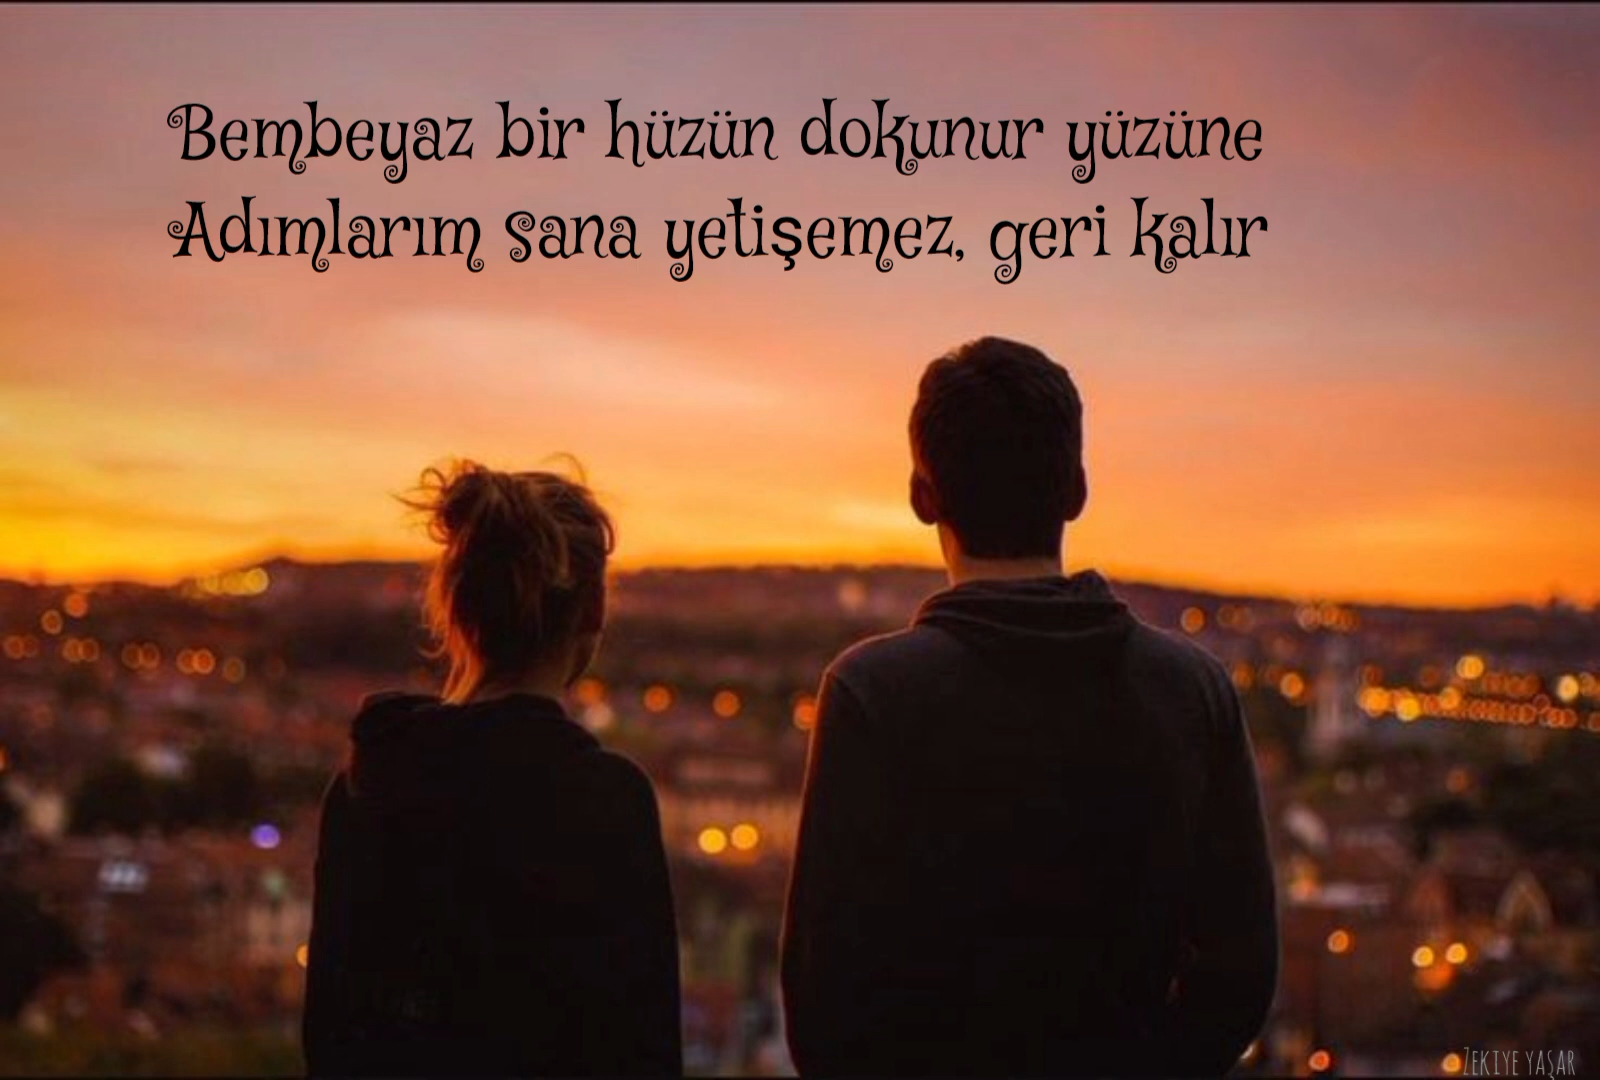 Bembeyaz bir hüzün dokunur yüzüne
Adımlarım sana yetişemez, geri kalır
ZEKİYE YAŞAR